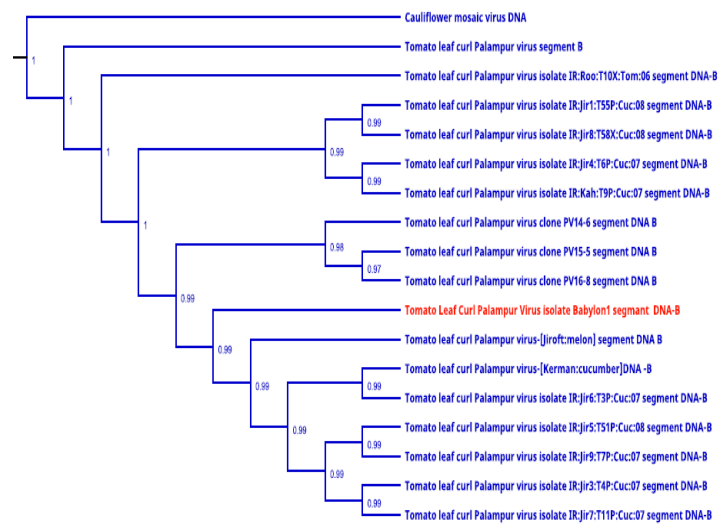 Cauliflower mosaic virus DNA
1
Tomato leaf curl Palampur virus segment B
1
Tomato leaf curl Palampur virus isolate IR:Roo:T10X:Tom:06 segment DNA-B
1
Tomato leaf curl Palampur virus isolate IR:Jir1:T55P:Cuc:08 segment DNA-B
0.99
Tomato leaf curl Palampur virus isolate IR:Jir8:T58X:Cuc:08 segment DNA-B
0.99
Tomato leaf curl Palampur virus isolate IR:Jir4:T6P:Cuc:07 segment DNA-B
0.99
Tomato leaf curl Palampur virus isolate IR:Kah:T9P:Cuc:07 segment DNA-B
1
Tomato leaf curl Palampur virus clone PV14-6 segment DNA B
0.98
Tomato leaf curl Palampur virus clone PV15-5 segment DNA B
0.97
Tomato leaf curl Palampur virus clone PV16-8 segment DNA B
0.99
Tomato Leaf Curl Palampur Virus isolate Babylon1 segmant DNA-B
0.99
Tomato leaf curl Palampur virus-[Jiroft:melon] segment DNA B
0.99
Tomato leaf curl Palampur virus-[Kerman:cucumber]DNA -B
0.99
Tomato leaf curl Palampur virus isolate IR:Jir6:T3P:Cuc:07 segment DNA-B
0.99
Tomato leaf curl Palampur virus isolate IR:Jir5:T51P:Cuc:08 segment DNA-B
0.99
Tomato leaf curl Palampur virus isolate IR:Jir9:T7P:Cuc:07 segment DNA-B
0.99
Tomato leaf curl Palampur virus isolate IR:Jir3:T4P:Cuc:07 segment DNA-B
0.99
Tomato leaf curl Palampur virus isolate IR:Jir7:T11P:Cuc:07 segment DNA-B